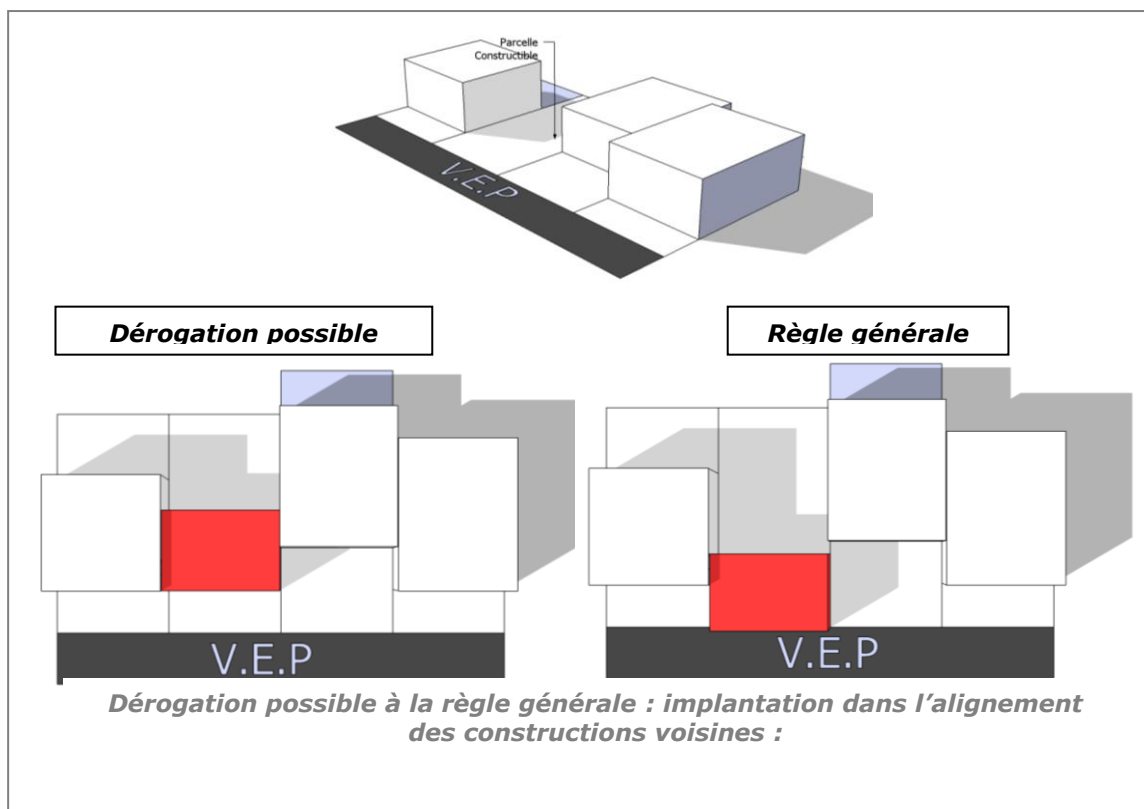 Parcelle
Constructible
V.E.P
Dérogation possible
Règle générale
V.E.P
V.E.P
Dérogation possible à la règle générale : implantation dans l’alignement
des constructions voisines :